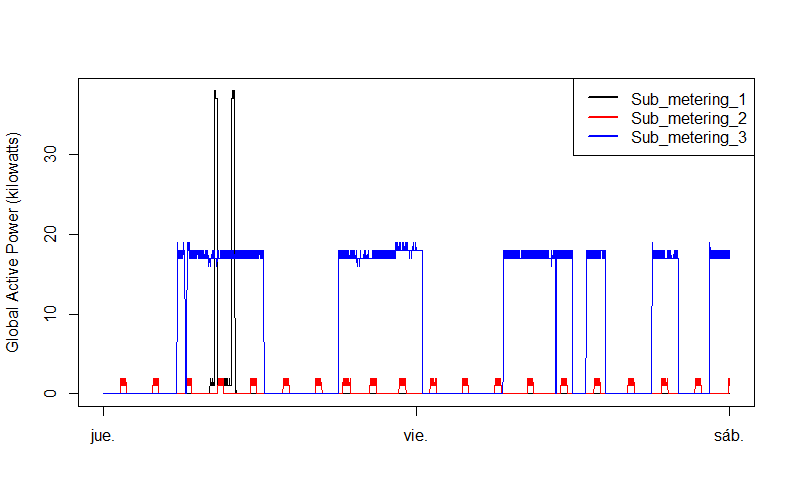 Sub_metering_1
Sub_metering_2
Sub_metering_3
Global Active Power (kilowatts)
30
20
10
0
jue.
vie.
sáb.